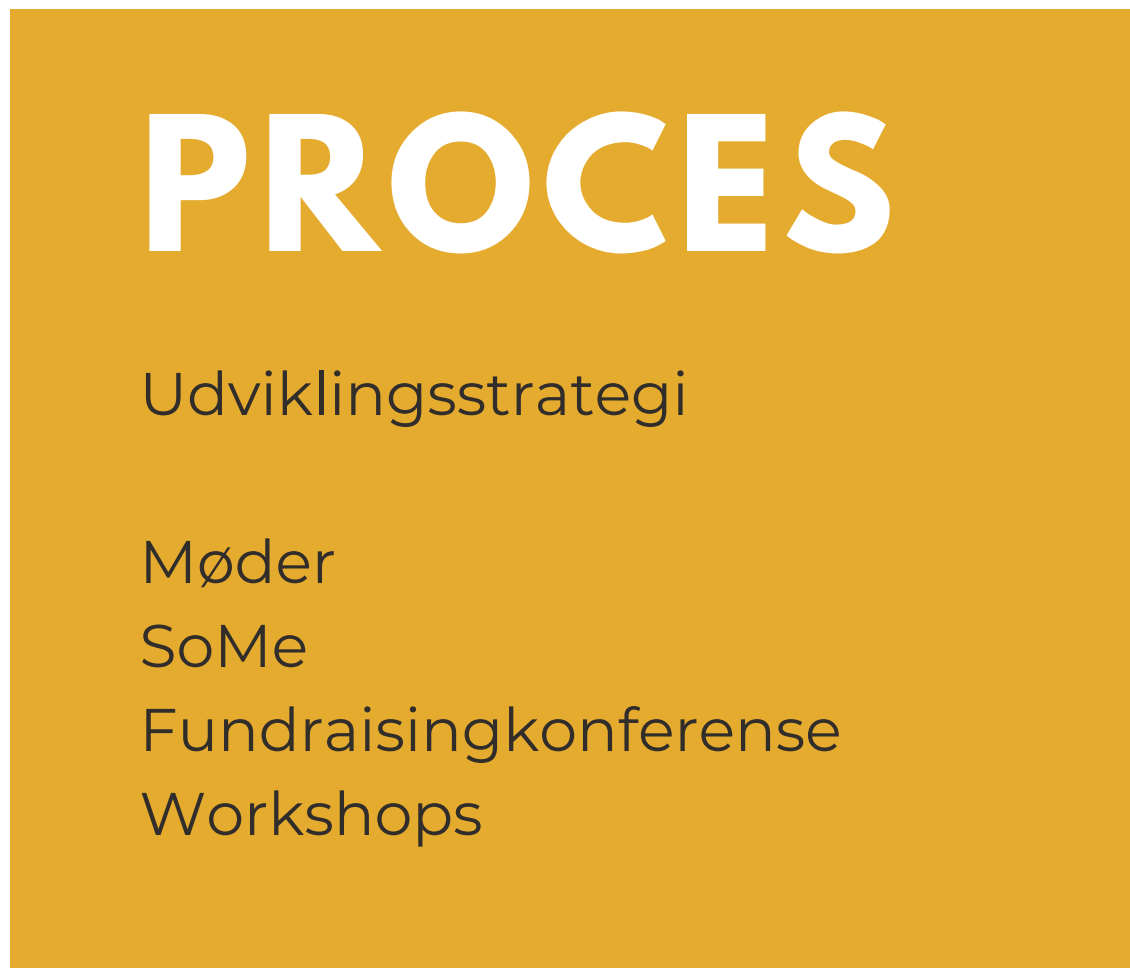 PROCES
Udviklingsstrategi
Møder
SoMe
Fundraisingkonferense
Workshops